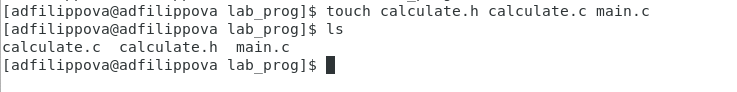 [adfilippova@adfilippova lab_prog]$ touch calculate.h calculate.c main.c
[adfilippova@adfilippova lab_prog]$ ls
calculate.c  calculate.h  main.c
[adfilippova@adfilippova lab_prog]$